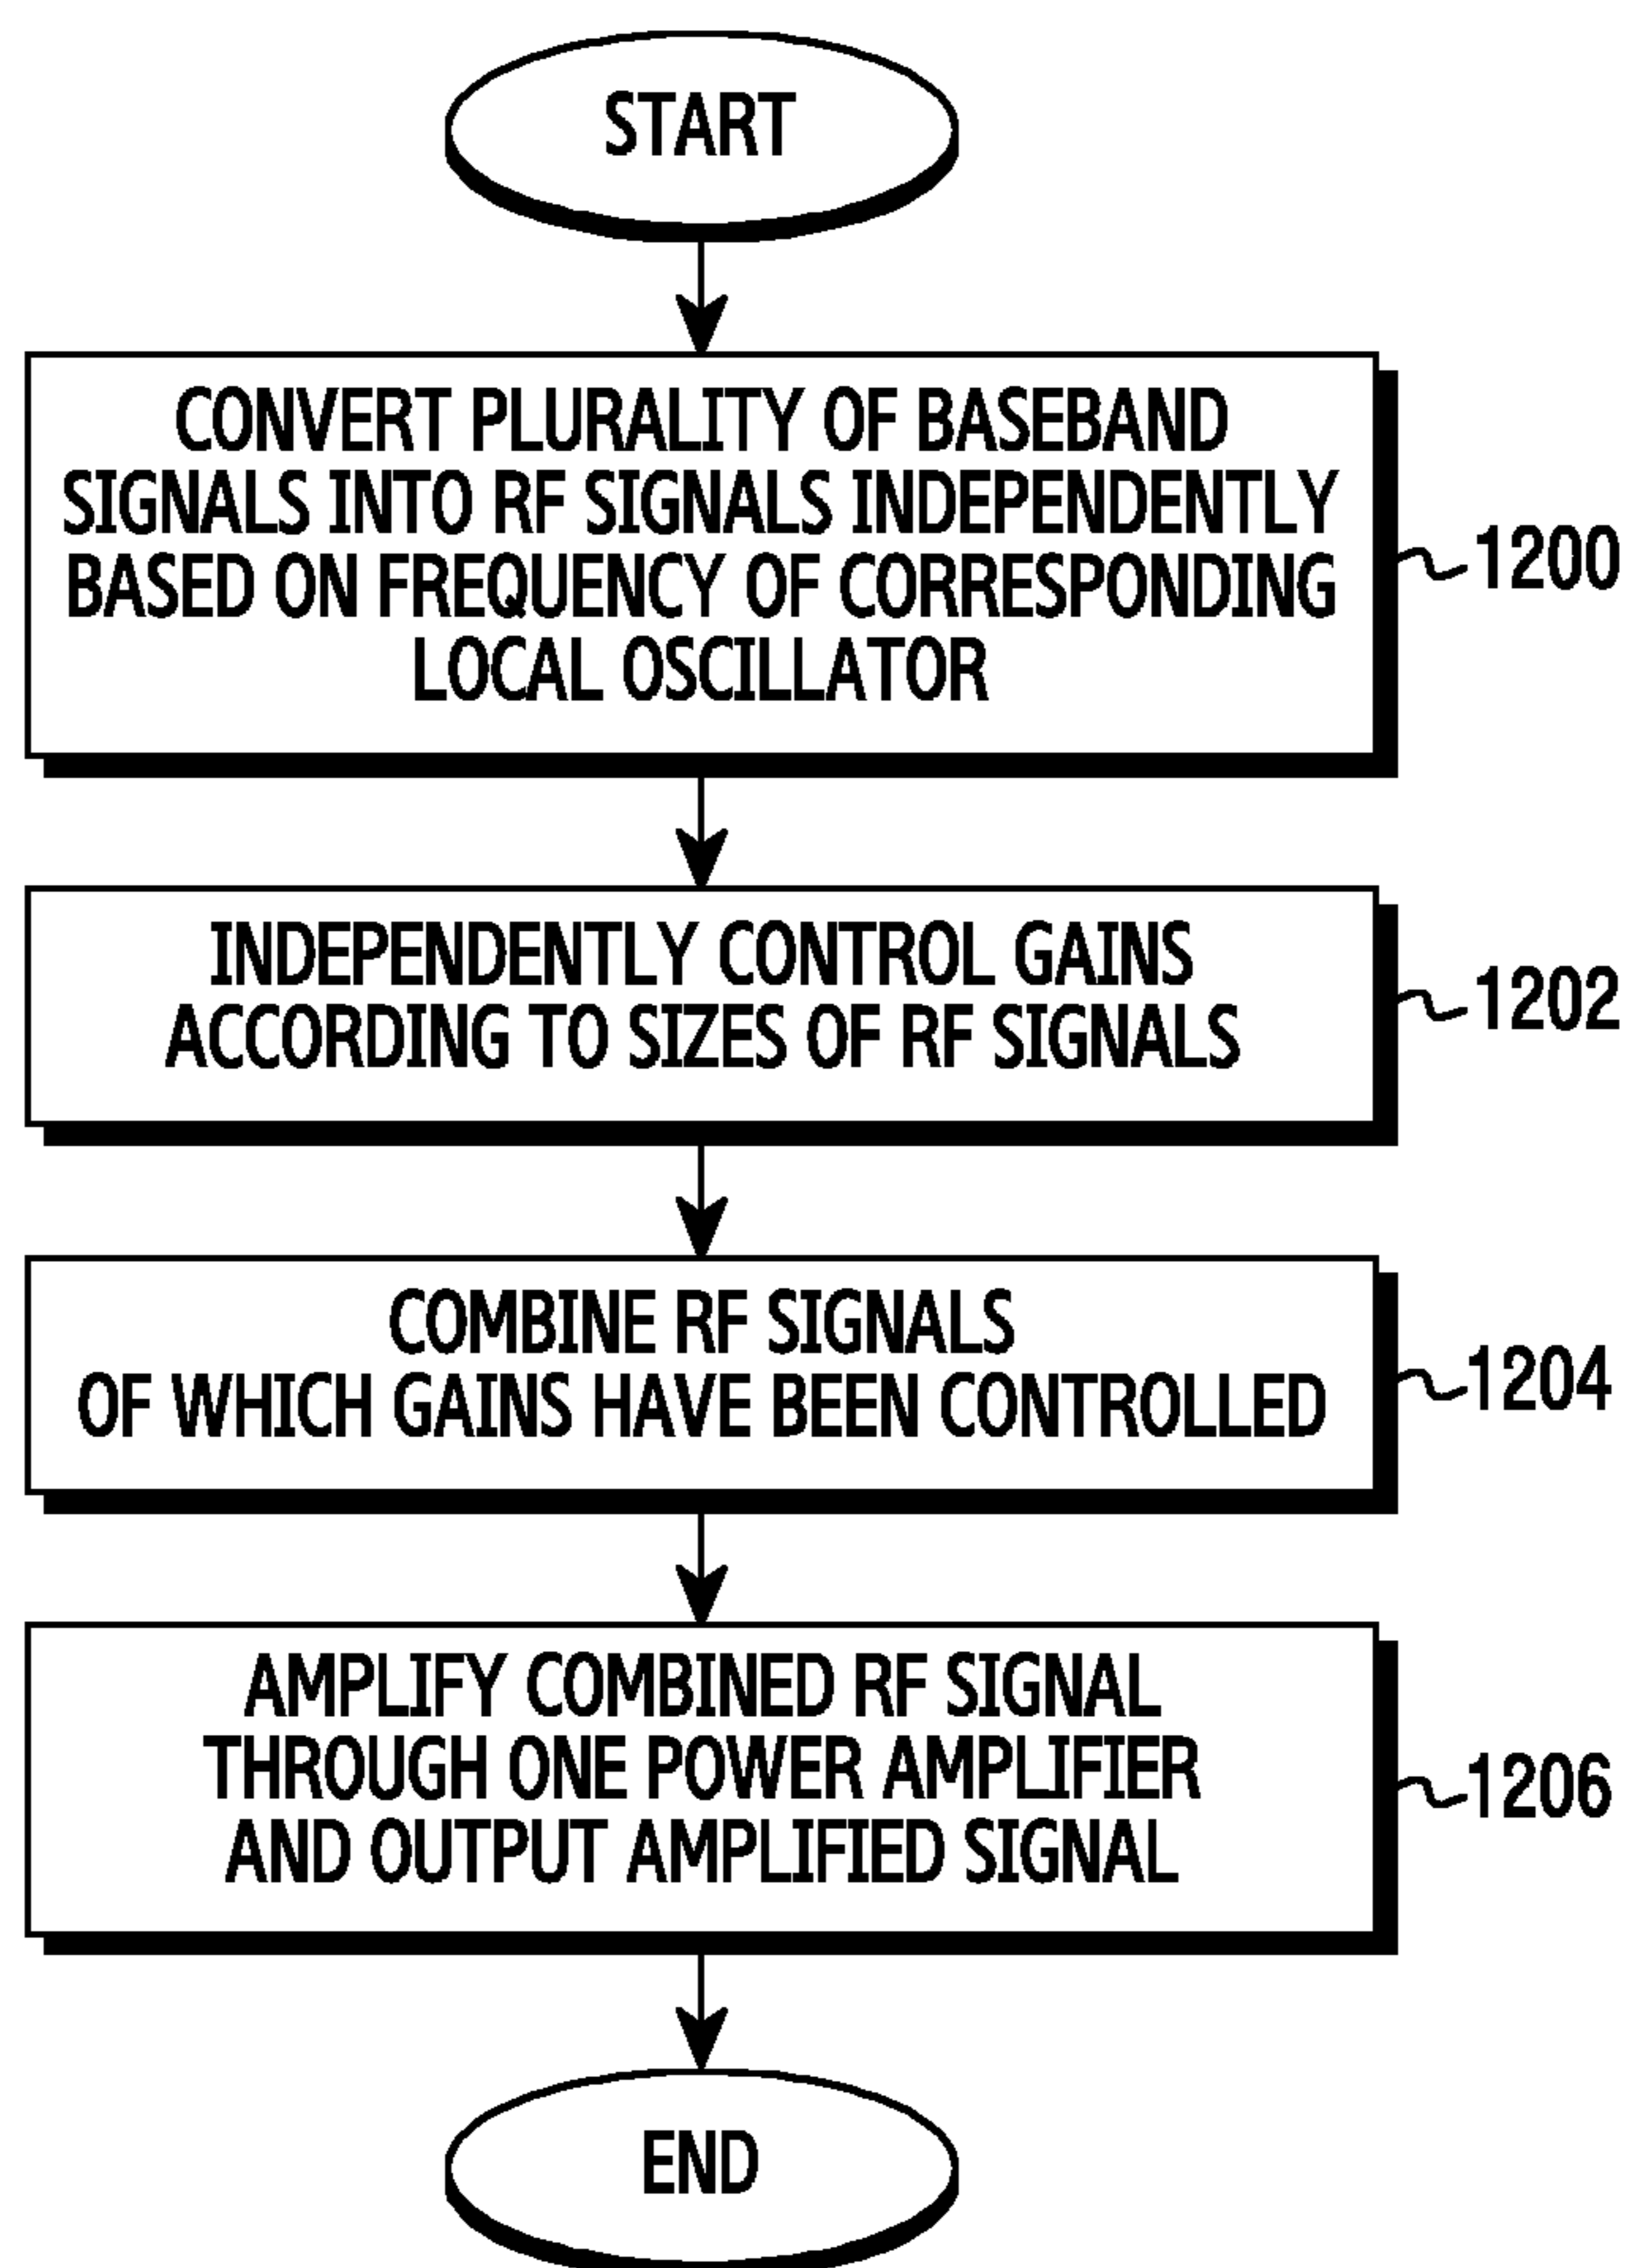 START
CONVERT PLURALITY OF BASEBAND
SIGNALS INTO RF SIGNALS INDEPENDENTLY
BASED ON FREQUENCY OF CORRESPONDING
LOCAL OSCILLATOR
1200
INDEPENDENTLY CONTROL GAINS
ACCORDING TO SIZES OF RF SIGNALS
1202
COMBINE RF SIGNALS
OF WHICH GAINS HAVE BEEN CONTROLLED
1204
AMPLIFY COMBINED RF SIGNAL
THROUGH ONE POWER AMPLIFIER
AND OUTPUT AMPLIFIED SIGNAL
1206
END